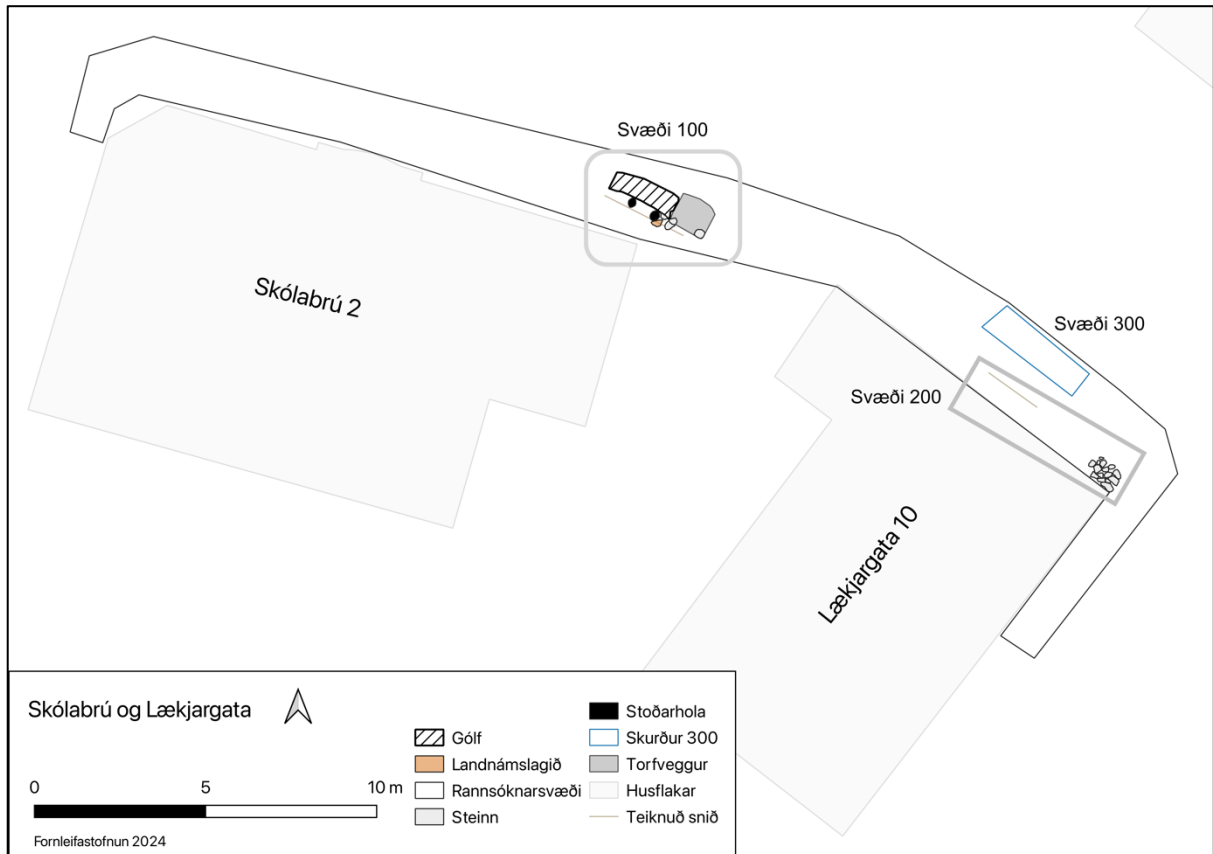 Svæði 100
Skólabrú 2
Svæði 300
Svæði 200
Lækjargata 10
Skólabrú og Lækjargata
Gólf
Landnámslagið
Rannsóknarsvæði
Steinn
Stoðarhola
Skurður 300
Torfveggur
Husflakar
Teiknuð snið
0 5 10 m
Fornleifastofnun 2024